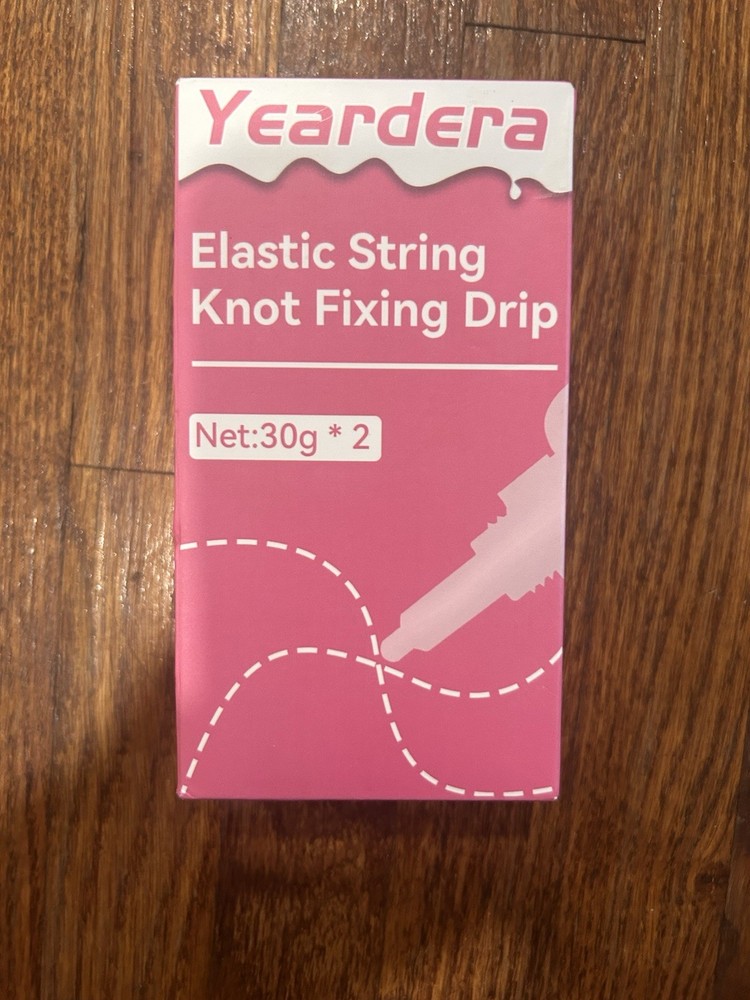 Yeardera
Elastic String
Knot Fixing Drip
Net:30g * 2